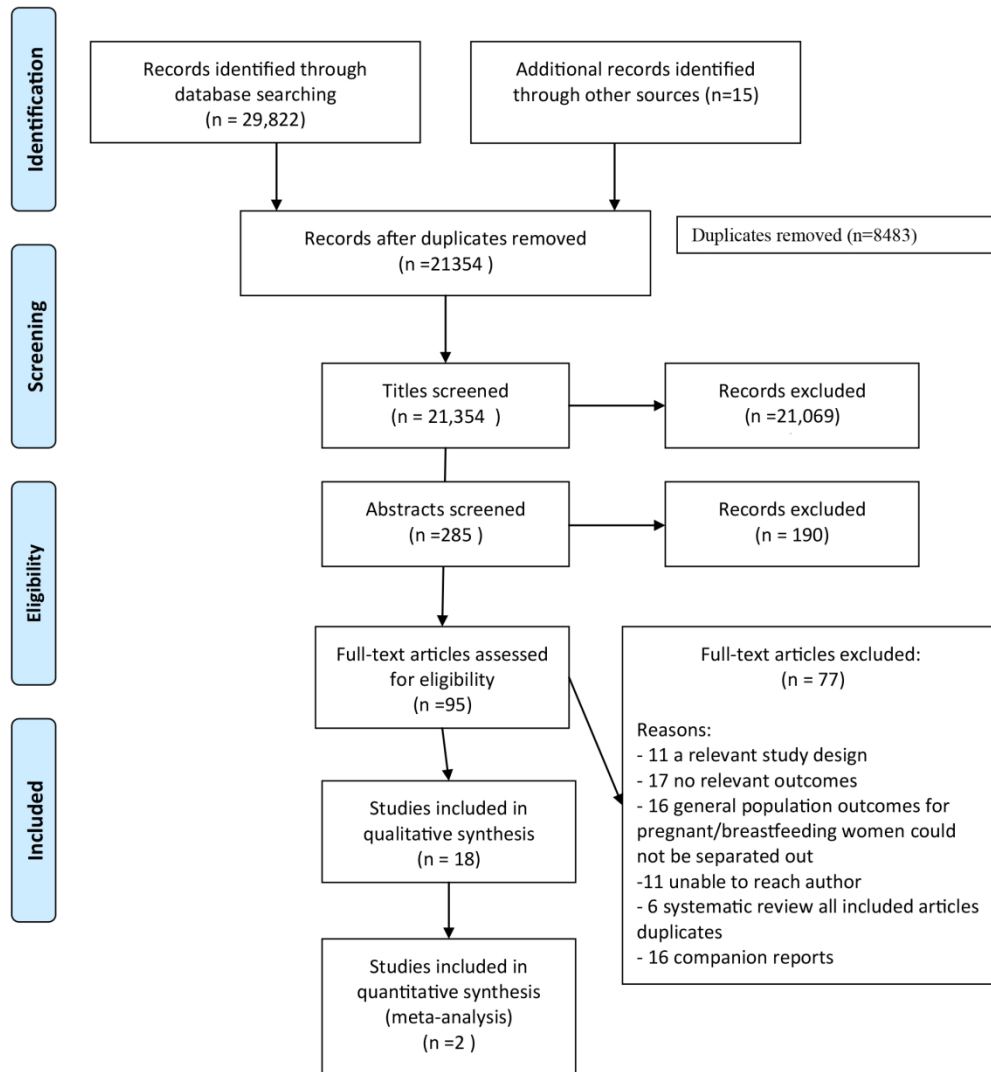 Identification
Records identified through
database searching
(n = 29,822)
Additional records identified
through other sources (n=15)
Records after duplicates removed
(n =21354 )
Duplicates removed (n=8483)
Screening
Titles screened
(n = 21,354 )
Records excluded
(n =21,069
Abstracts screened
(n =285 )
Records excluded
(n = 190)
Eligibility
Full-text articles assessed
for eligibility
(n =95)
Full-text articles excluded:
(n = 77)
Reasons:
- 11 a relevant study design
- 17 no relevant outcomes
- 16 general population outcomes for
pregnant/breastfeeding women could
not be separated out
-11 unable to reach author
- 6 systematic review all included articles
duplicates
- 16 companion reports
Included
Studies included in
qualitative synthesis
(n = 18)
Studies included in
quantitative synthesis
(meta-analysis)
(n =2 )